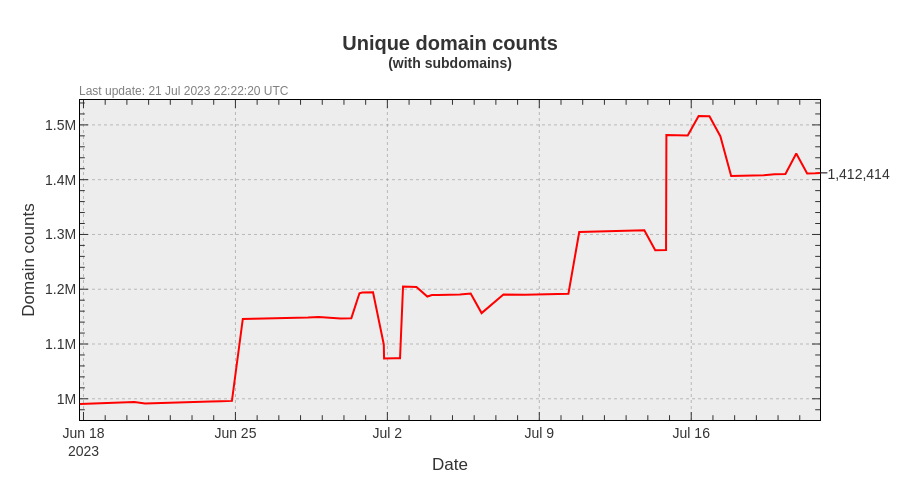 Unique domain counts
(with subdomains)
Last update: 21 Jul 2023 22:22:20 UTC
1.5M
1.4M
1,412,414
1.3M
1.2M
1.1M
1M
Domain counts
Jun 18
2023
Jun 25
Jul 2
Jul 9
Jul 16
Date